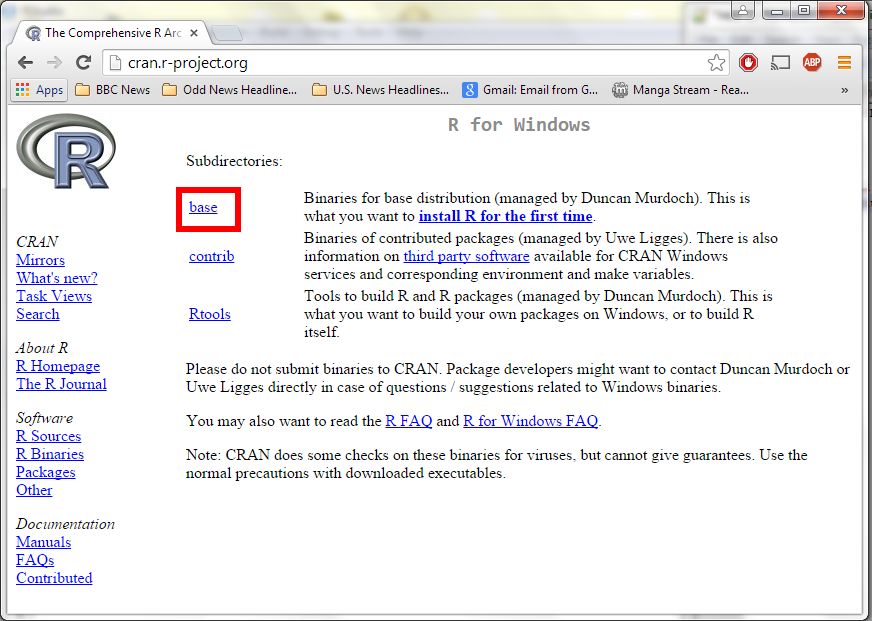 The Comprehensive R Arc
cran.r-project.org
ABP
Apps
BBC News
Odd News Headline...
U.S. News Headlines...
8
Gmail: Email from G...
Manga Stream - Rea...
»
R
R for Windows
Subdirectories:
base
Binaries for base distribution (managed by Duncan Murdoch). This is
what you want to install R for the first time.
contrib
Binaries of contributed packages (managed by Uwe Ligges). There is also
information on third party software available for CRAN Windows
services and corresponding environment and make variables.
Rtools
Tools to build R and R packages (managed by Duncan Murdoch). This is
what you want to build your own packages on Windows, or to build R
itself.
Please do not submit binaries to CRAN. Package developers might want to contact Duncan Murdoch or
Uwe Ligges directly in case of questions / suggestions related to Windows binaries.
You may also want to read the R FAQ and R for Windows FAQ.
Note: CRAN does some checks on these binaries for viruses, but cannot give guarantees. Use the
normal precautions with downloaded executables.
CRAN
Mirrors
What's new?
Task Views
Search
About R
R Homepage
The R Journal
Software
R Sources
R Binaries
Packages
Other
Documentation
Manuals
FAQs
Contributed